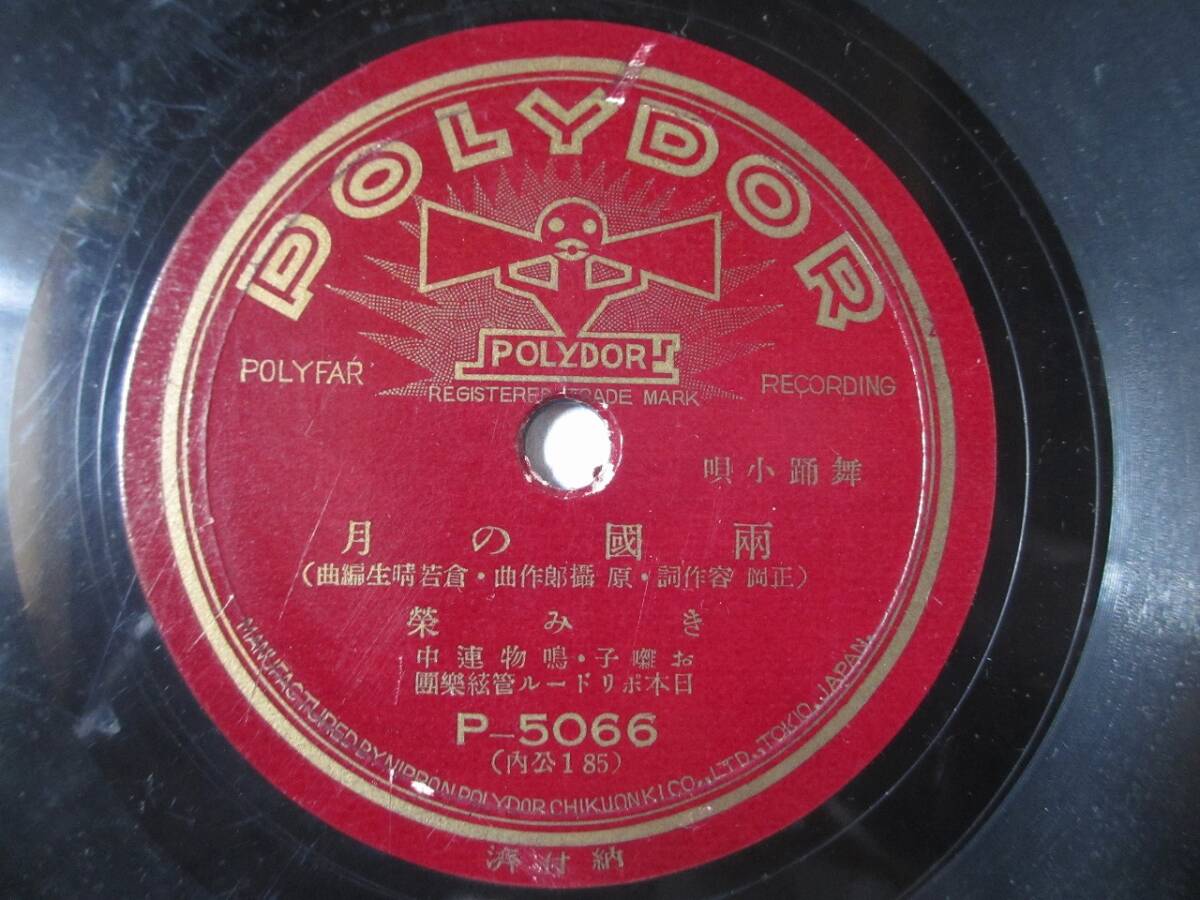 POLYDOR
POLYDOR
REGISTERED TRADE MARK
POLYFAR RECORDING
舞踊小唄
兩國の月
(正岡 容作詞・原 攝郎作曲・倉若晴生編曲)
きみ榮
お囃子・鳴物連中
日本ポリドール管絃樂團
P-5066
(内公185)
MANUFACTURED BY NIPPON POLYDOR CHIKUONKI CO., LTD., TOKIO, JAPAN.
納付濟